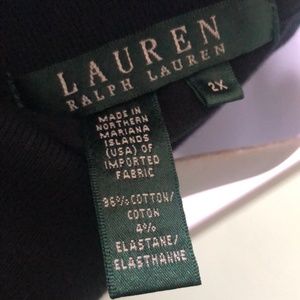 LAUREN
RALPH LAUREN
2X
MADE IN
NORTHERN
MARIANA
ISLANDS
(USA) OF
IMPORTED
FABRIC
96% COTTON/
COTON
4%
ELASTANE/
ELASTHANNE